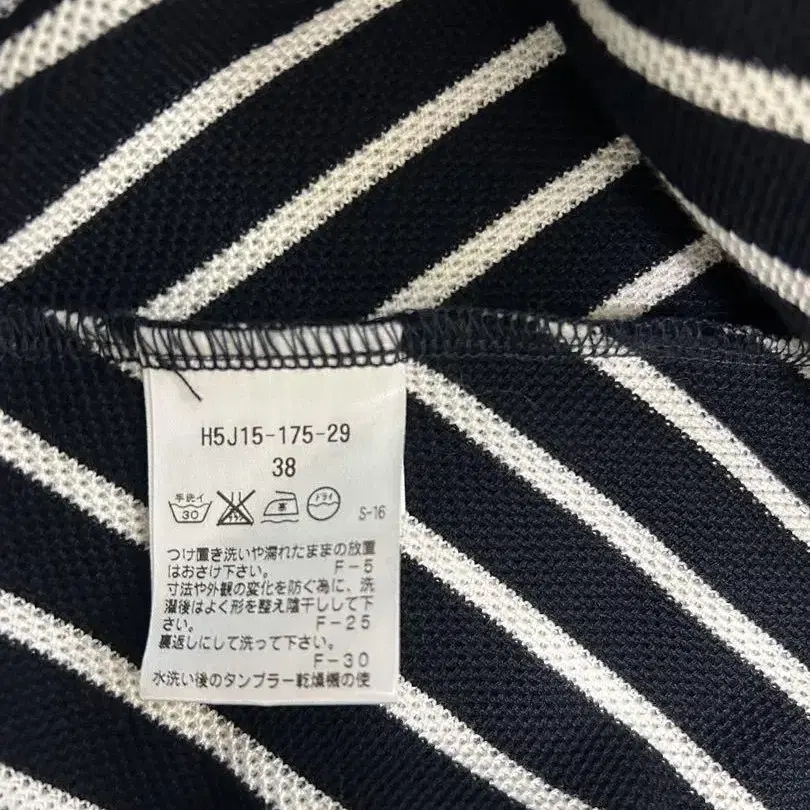 H5J15-175-29
38
手洗イ
30
ドライ
S-16
つけ置き洗いや濡れたままの放置
はおさけ下さい。 F-5
寸法や外観の変化を防ぐ為に、洗
濯後はよく形を整え陰干しして下
さい。 F-25
裏返しにして洗って下さい。
F-30
水洗い後のタンブラー乾燥機の使